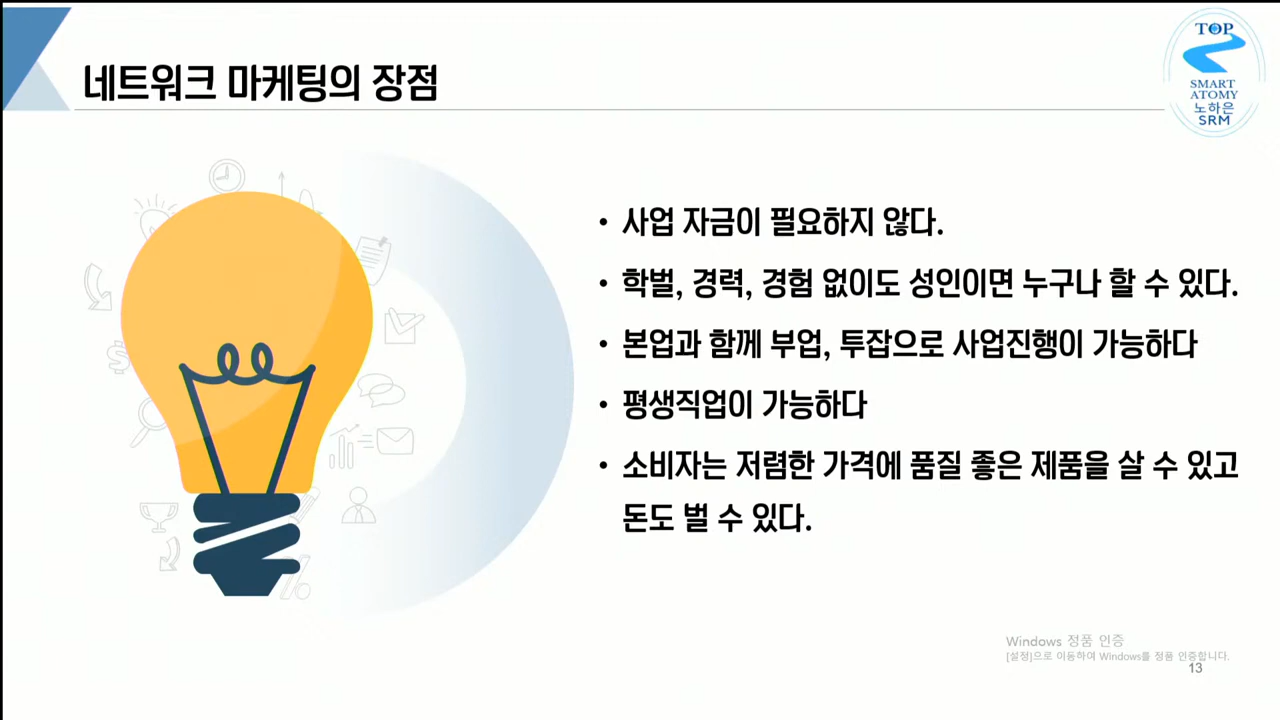 네트워크 마케팅의 장점
TOP
SMART
ATOMY
노하은
SRM
• 사업 자금이 필요하지 않다.
• 학벌, 경력, 경험 없이도 성인이면 누구나 할 수 있다.
• 본업과 함께 부업, 투잡으로 사업진행이 가능하다
• 평생직업이 가능하다
• 소비자는 저렴한 가격에 품질 좋은 제품을 살 수 있고
돈도 벌 수 있다.
Windows 정품 인증
[설정]으로 이동하여 Windows를 정품 인증합니다.
13